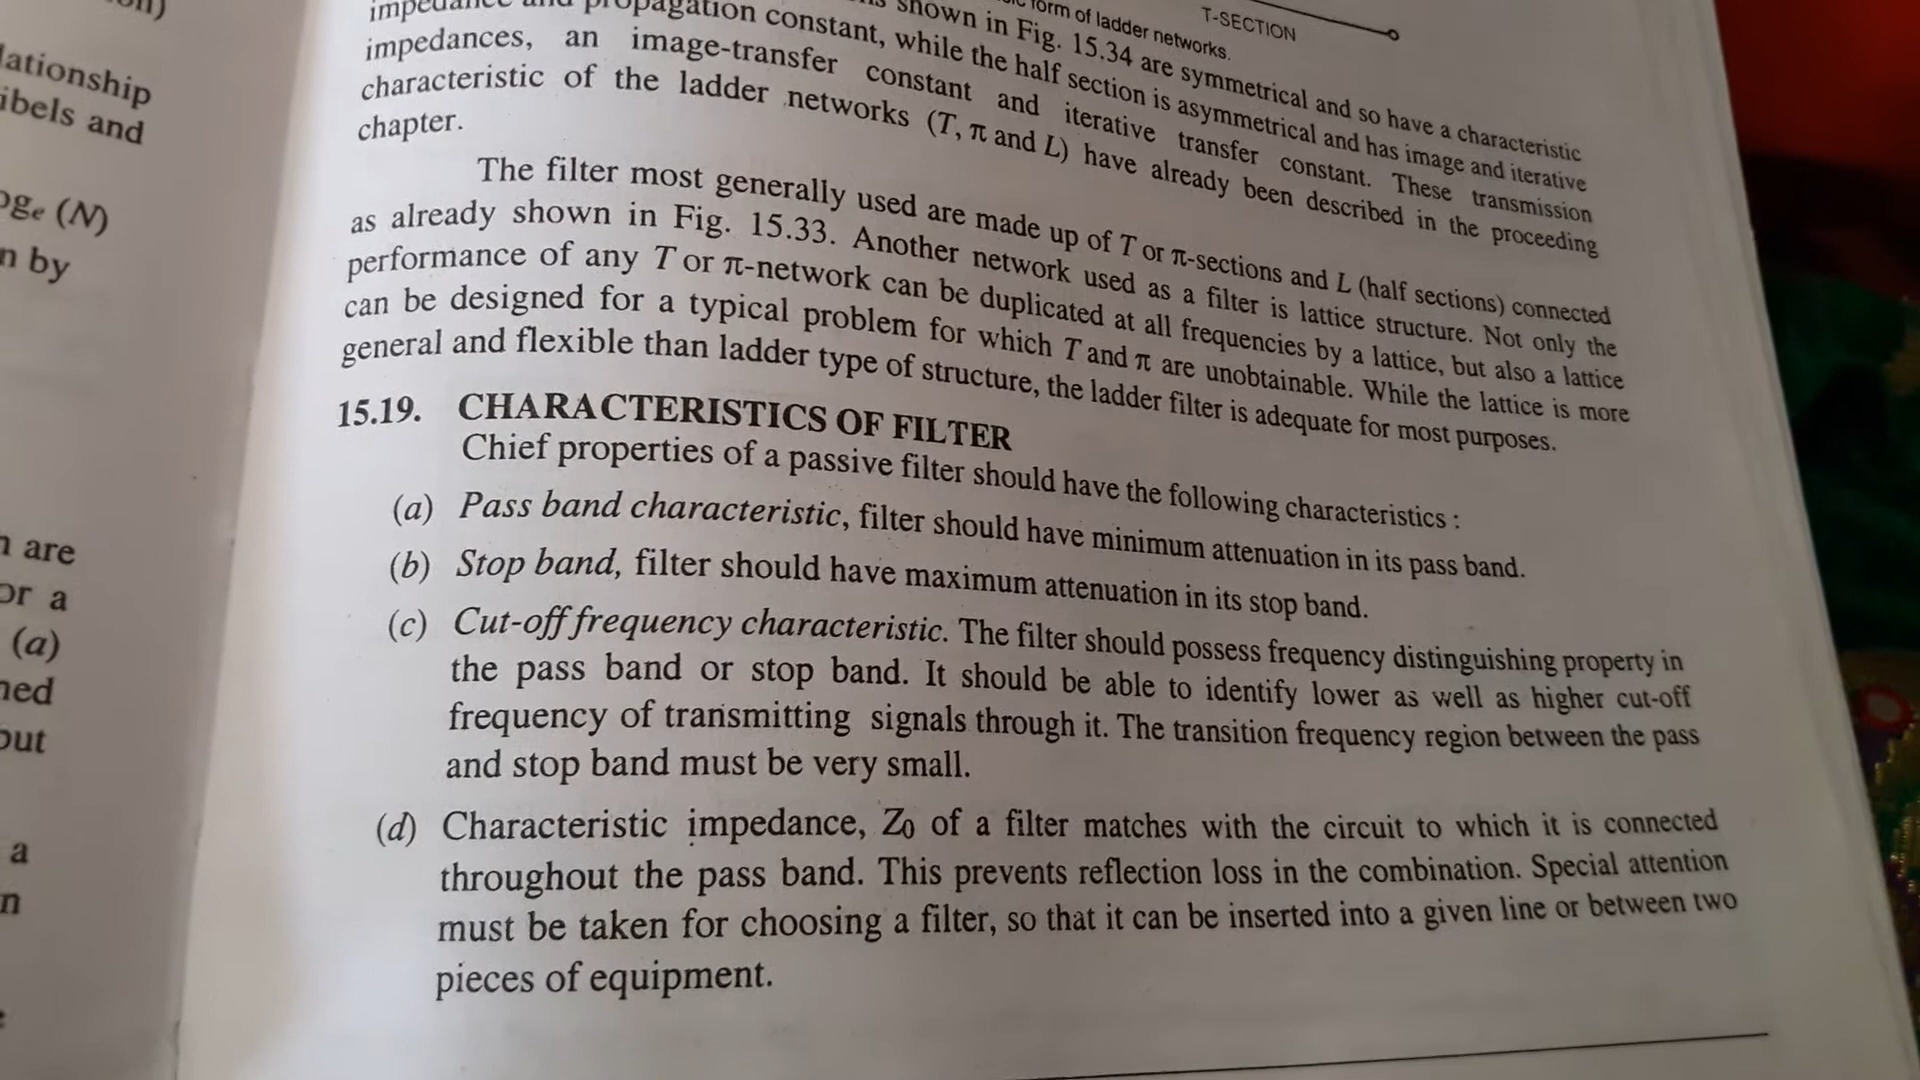 T-SECTION
form of ladder networks.
shown in Fig. 15.34 are symmetrical and so have a characteristic
impedance and propagation constant, while the half section is asymmetrical and has image and iterative
impedances, an image-transfer constant and iterative transfer constant. These transmission
characteristic of the ladder networks (T, π and L) have already been described in the proceeding
chapter.
The filter most generally used are made up of T or π-sections and L (half sections) connected
as already shown in Fig. 15.33. Another network used as a filter is lattice structure. Not only the
performance of any T or π-network can be duplicated at all frequencies by a lattice, but also a lattice
can be designed for a typical problem for which T and π are unobtainable. While the lattice is more
general and flexible than ladder type of structure, the ladder filter is adequate for most purposes.
15.19. CHARACTERISTICS OF FILTER
Chief properties of a passive filter should have the following characteristics :
(a) Pass band characteristic, filter should have minimum attenuation in its pass band.
(b) Stop band, filter should have maximum attenuation in its stop band.
(c) Cut-off frequency characteristic. The filter should possess frequency distinguishing property in
the pass band or stop band. It should be able to identify lower as well as higher cut-off
frequency of transmitting signals through it. The transition frequency region between the pass
and stop band must be very small.
(d) Characteristic impedance, Z0 of a filter matches with the circuit to which it is connected
throughout the pass band. This prevents reflection loss in the combination. Special attention
must be taken for choosing a filter, so that it can be inserted into a given line or between two
pieces of equipment.
and
(N)
by
are
or a
(a)
a